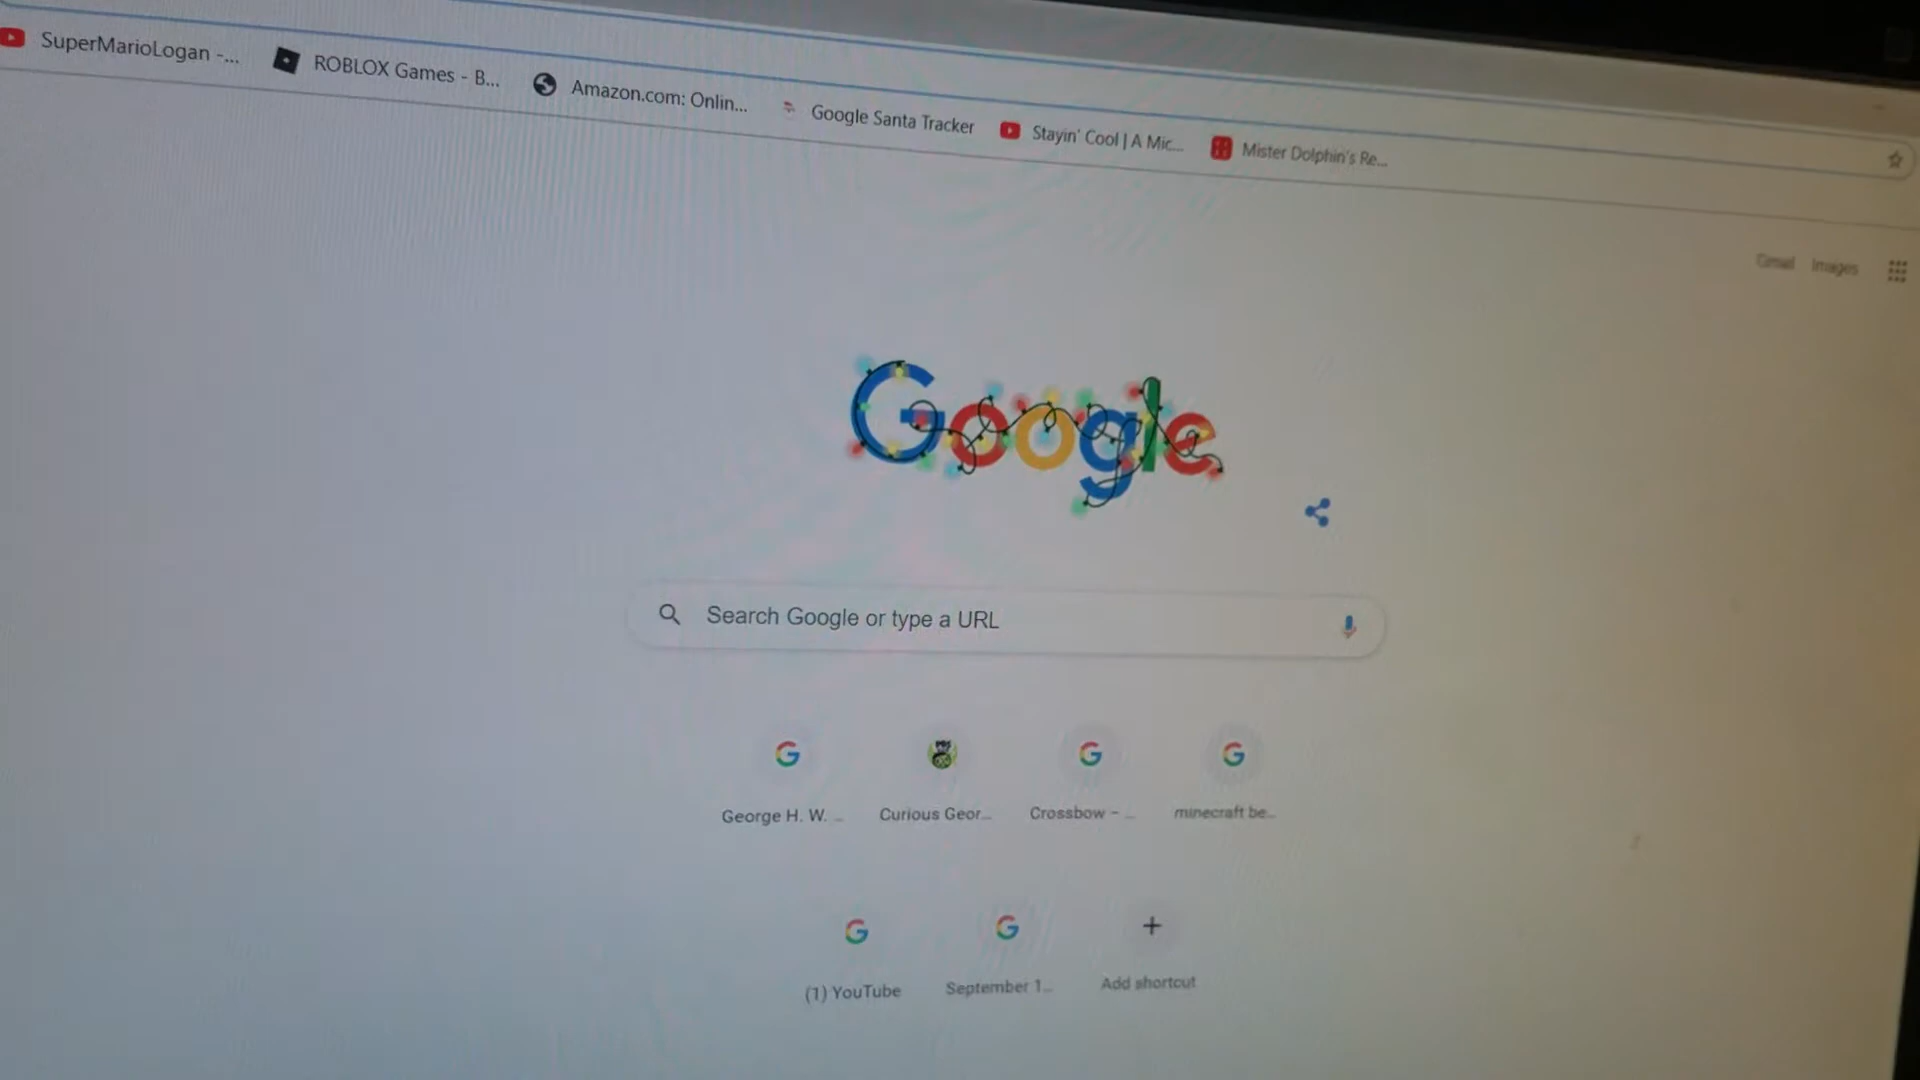 SuperMarioLogan -...
ROBLOX Games - B...
Amazon.com: Onlin...
Google Santa Tracker
Stayin' Cool | A Mic...
Mister Dolphin's Re...
Gmail Images
Google
Search Google or type a URL
George H. W. ...
Curious Geor...
Crossbow - ...
minecraft be...
(1) YouTube
September 1...
Add shortcut